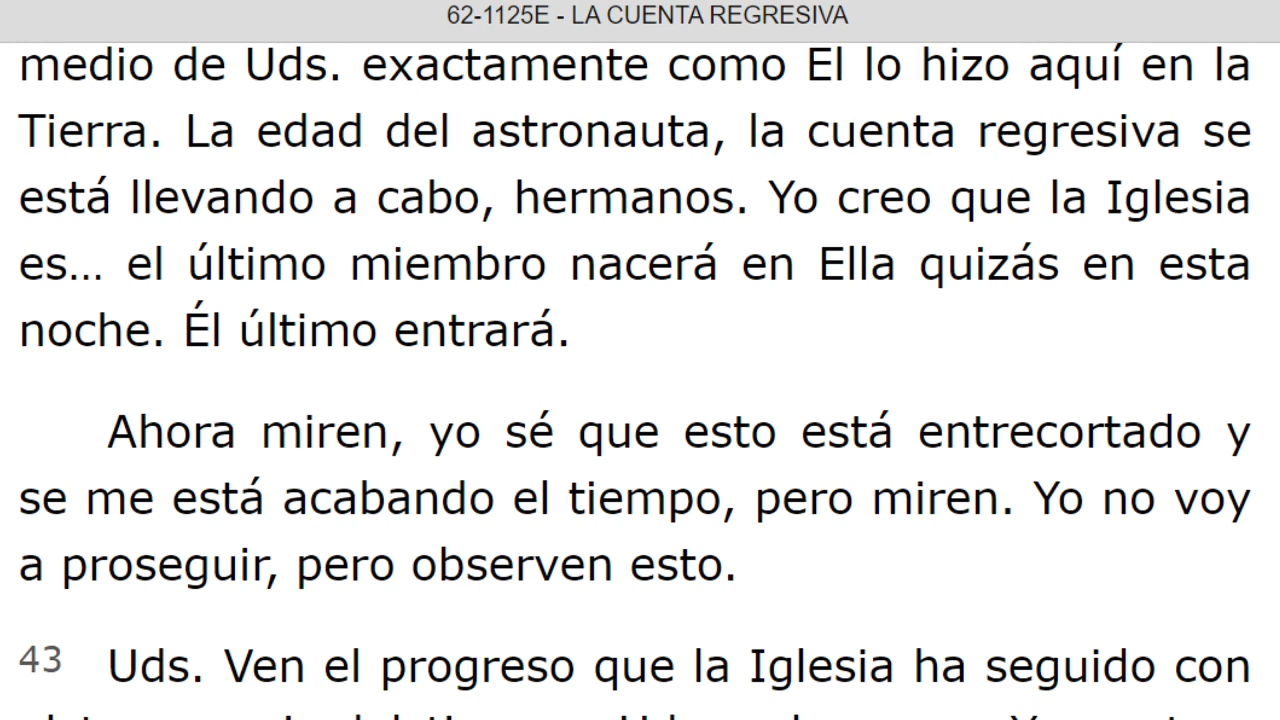 62-1125E - LA CUENTA REGRESIVA
medio de Uds. exactamente como El lo hizo aquí en la
Tierra. La edad del astronauta, la cuenta regresiva se
está llevando a cabo, hermanos. Yo creo que la Iglesia
es... el último miembro nacerá en Ella quizás en esta
noche. Él último entrará.
Ahora miren, yo sé que esto está entrecortado y
se me está acabando el tiempo, pero miren. Yo no voy
a proseguir, pero observen esto.
43 Uds. Ven el progreso que la Iglesia ha seguido con